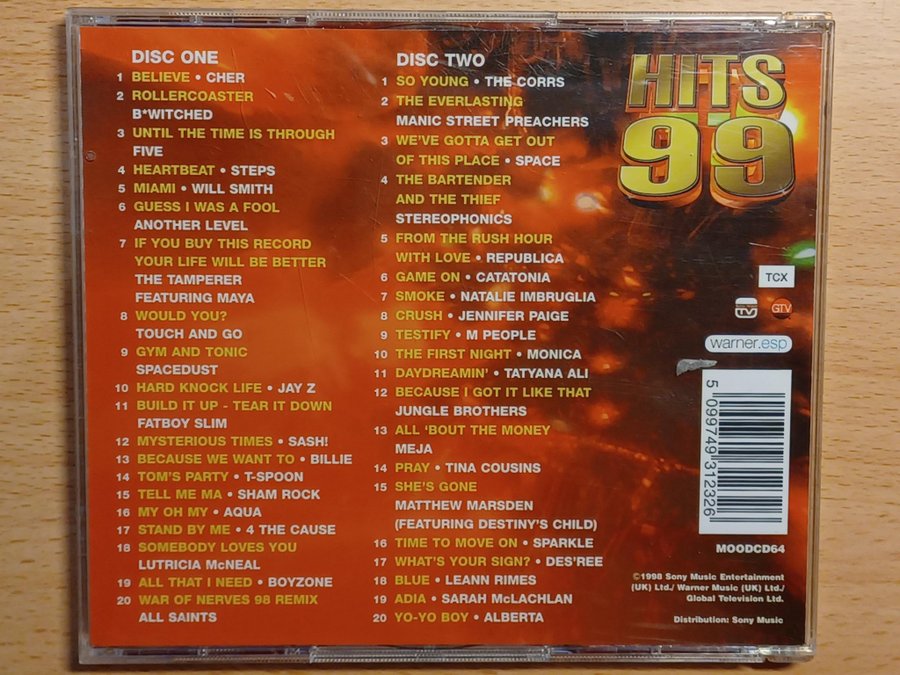 DISC ONE
1 BELIEVE • CHER
2 ROLLERCOASTER
B*WITCHED
3 UNTIL THE TIME IS THROUGH
FIVE
4 HEARTBEAT • STEPS
5 MIAMI • WILL SMITH
6 GUESS I WAS A FOOL
ANOTHER LEVEL
7 IF YOU BUY THIS RECORD
YOUR LIFE WILL BE BETTER
THE TAMPERER
FEATURING MAYA
8 WOULD YOU?
TOUCH AND GO
9 GYM AND TONIC
SPACEDUST
10 HARD KNOCK LIFE • JAY Z
11 BUILD IT UP - TEAR IT DOWN
FATBOY SLIM
12 MYSTERIOUS TIMES • SASH!
13 BECAUSE WE WANT TO • BILLIE
14 TOM'S PARTY • T-SPOON
15 TELL ME MA • SHAM ROCK
16 MY OH MY • AQUA
17 STAND BY ME • 4 THE CAUSE
18 SOMEBODY LOVES YOU
LUTRICIA McNEAL
19 ALL THAT I NEED • BOYZONE
20 WAR OF NERVES 98 REMIX
ALL SAINTS
DISC TWO
1 SO YOUNG • THE CORRS
2 THE EVERLASTING
MANIC STREET PREACHERS
3 WE'VE GOTTA GET OUT
OF THIS PLACE • SPACE
4 THE BARTENDER
AND THE THIEF
STEREOPHONICS
5 FROM THE RUSH HOUR
WITH LOVE • REPUBLICA
6 GAME ON • CATATONIA
7 SMOKE • NATALIE IMBRUGLIA
8 CRUSH • JENNIFER PAIGE
9 TESTIFY • M PEOPLE
10 THE FIRST NIGHT • MONICA
11 DAYDREAMIN' • TATYANA ALI
12 BECAUSE I GOT IT LIKE THAT
JUNGLE BROTHERS
13 ALL 'BOUT THE MONEY
MEJA
14 PRAY • TINA COUSINS
15 SHE'S GONE
MATTHEW MARSDEN
(FEATURING DESTINY'S CHILD)
16 TIME TO MOVE ON • SPARKLE
17 WHAT'S YOUR SIGN? • DES'REE
18 BLUE • LEANN RIMES
19 ADIA • SARAH McLACHLAN
20 YO-YO BOY • ALBERTA
HITS
99
TCX
TV
GTV
warner.esp
5 099749 312326
MOODCD64
©1998 Sony Music Entertainment
(UK) Ltd./ Warner Music (UK) Ltd./
Global Television Ltd.
Distribution: Sony Music